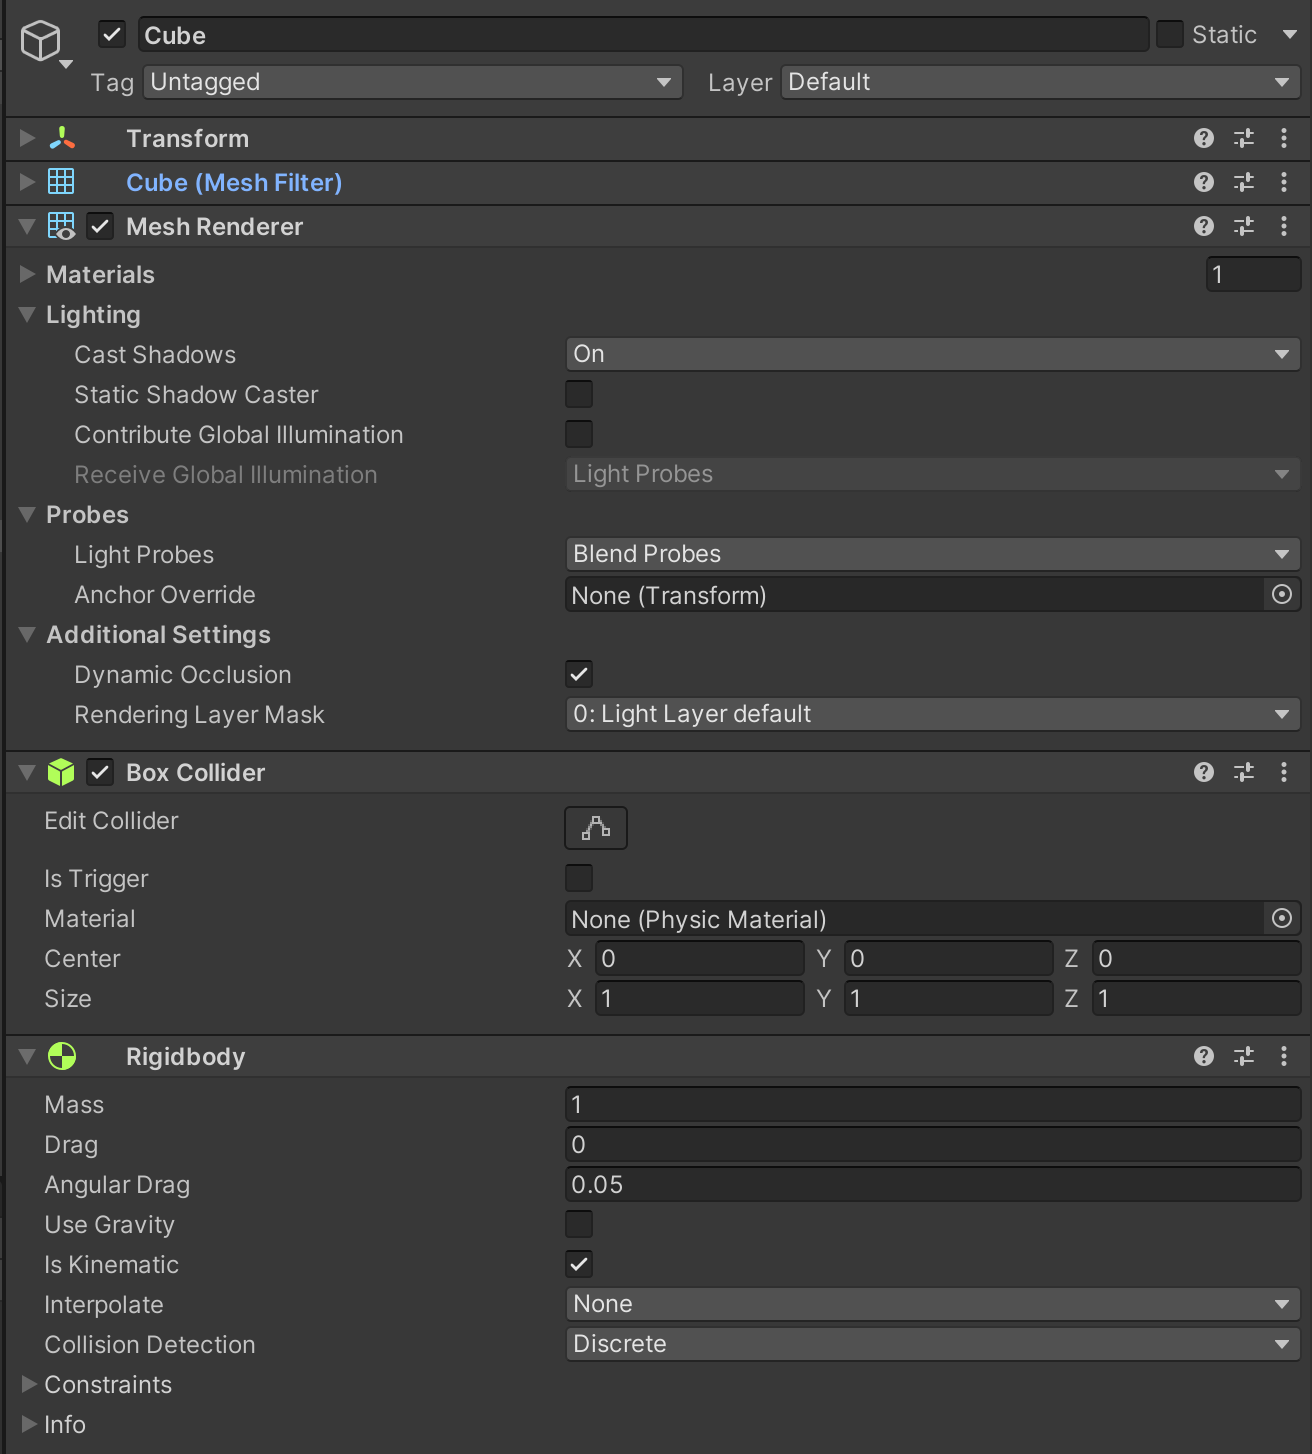 Cube Static
Tag Untagged Layer Default
Transform
Cube (Mesh Filter)
Mesh Renderer
Materials 1
Lighting
Cast Shadows On
Static Shadow Caster
Contribute Global Illumination
Receive Global Illumination Light Probes
Probes
Light Probes Blend Probes
Anchor Override None (Transform)
Additional Settings
Dynamic Occlusion
Rendering Layer Mask 0: Light Layer default
Box Collider
Edit Collider
Is Trigger
Material None (Physic Material)
Center X 0 Y 0 Z 0
Size X 1 Y 1 Z 1
Rigidbody
Mass 1
Drag 0
Angular Drag 0.05
Use Gravity
Is Kinematic
Interpolate None
Collision Detection Discrete
Constraints
Info